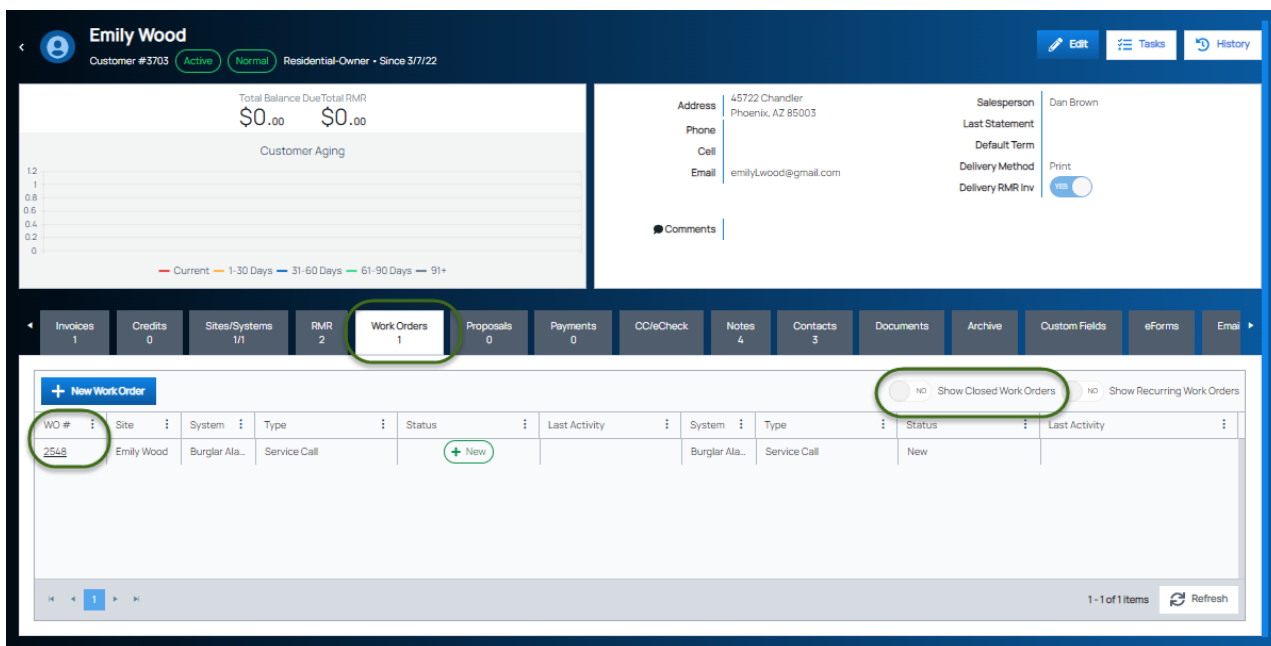 Emily Wood
Customer #3703 Active Normal Residential-Owner • Since 3/7/22
Edit Tasks History
Total Balance Due Total RMR
$0.00 $0.00
Customer Aging
1.2
1
0.8
0.6
0.4
0.2
0
Current 1-30 Days 31-60 Days 61-90 Days 91+
Address 45722 Chandler
Phoenix, AZ 85003
Phone
Cell
Email emilyLwood@gmail.com
Comments
Salesperson Dan Brown
Last Statement
Default Term
Delivery Method Print
Delivery RMR Inv YES
Invoices Credits Sites/Systems RMR Work Orders Proposals Payments CC/eCheck Notes Contacts Documents Archive Custom Fields eForms Emai
1 0 1/1 2 1 0 0 4 3
+ New Work Order NO Show Closed Work Orders NO Show Recurring Work Orders
WO # Site System Type Status Last Activity System Type Status Last Activity
2548 Emily Wood Burglar Ala... Service Call + New Burglar Ala... Service Call New
1 1 - 1 of 1 items Refresh